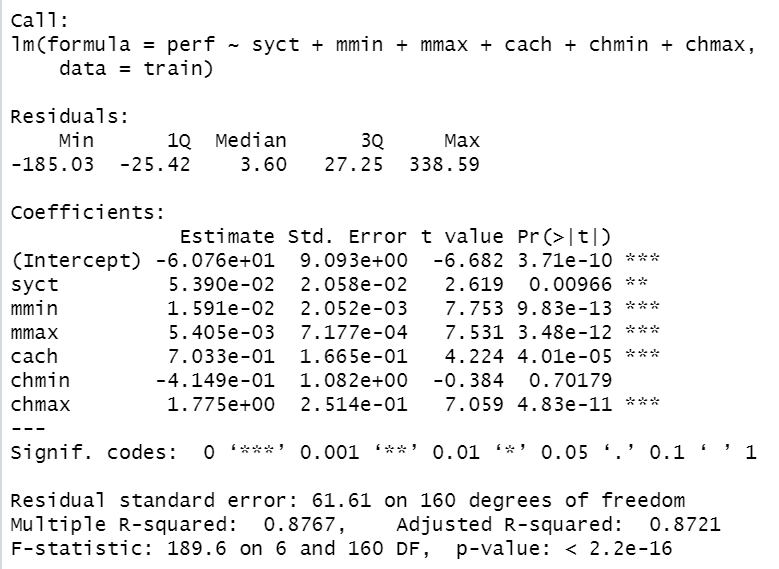 Call:
lm(formula = perf ~ syct + mmin + mmax + cach + chmin + chmax,
    data = train)

Residuals:
    Min      1Q  Median      3Q     Max
-185.03  -25.42    3.60   27.25  338.59

Coefficients:
              Estimate Std. Error t value Pr(>|t|)
(Intercept) -6.076e+01  9.093e+00  -6.682 3.71e-10 ***
syct         5.390e-02  2.058e-02   2.619  0.00966 **
mmin         1.591e-02  2.052e-03   7.753 9.83e-13 ***
mmax         5.405e-03  7.177e-04   7.531 3.48e-12 ***
cach         7.033e-01  1.665e-01   4.224 4.01e-05 ***
chmin       -4.149e-01  1.082e+00  -0.384  0.70179
chmax        1.775e+00  2.514e-01   7.059 4.83e-11 ***
---
Signif. codes:  0 ‘***’ 0.001 ‘**’ 0.01 ‘*’ 0.05 ‘.’ 0.1 ‘ ’ 1

Residual standard error: 61.61 on 160 degrees of freedom
Multiple R-squared:  0.8767,	Adjusted R-squared:  0.8721
F-statistic: 189.6 on 6 and 160 DF,  p-value: < 2.2e-16